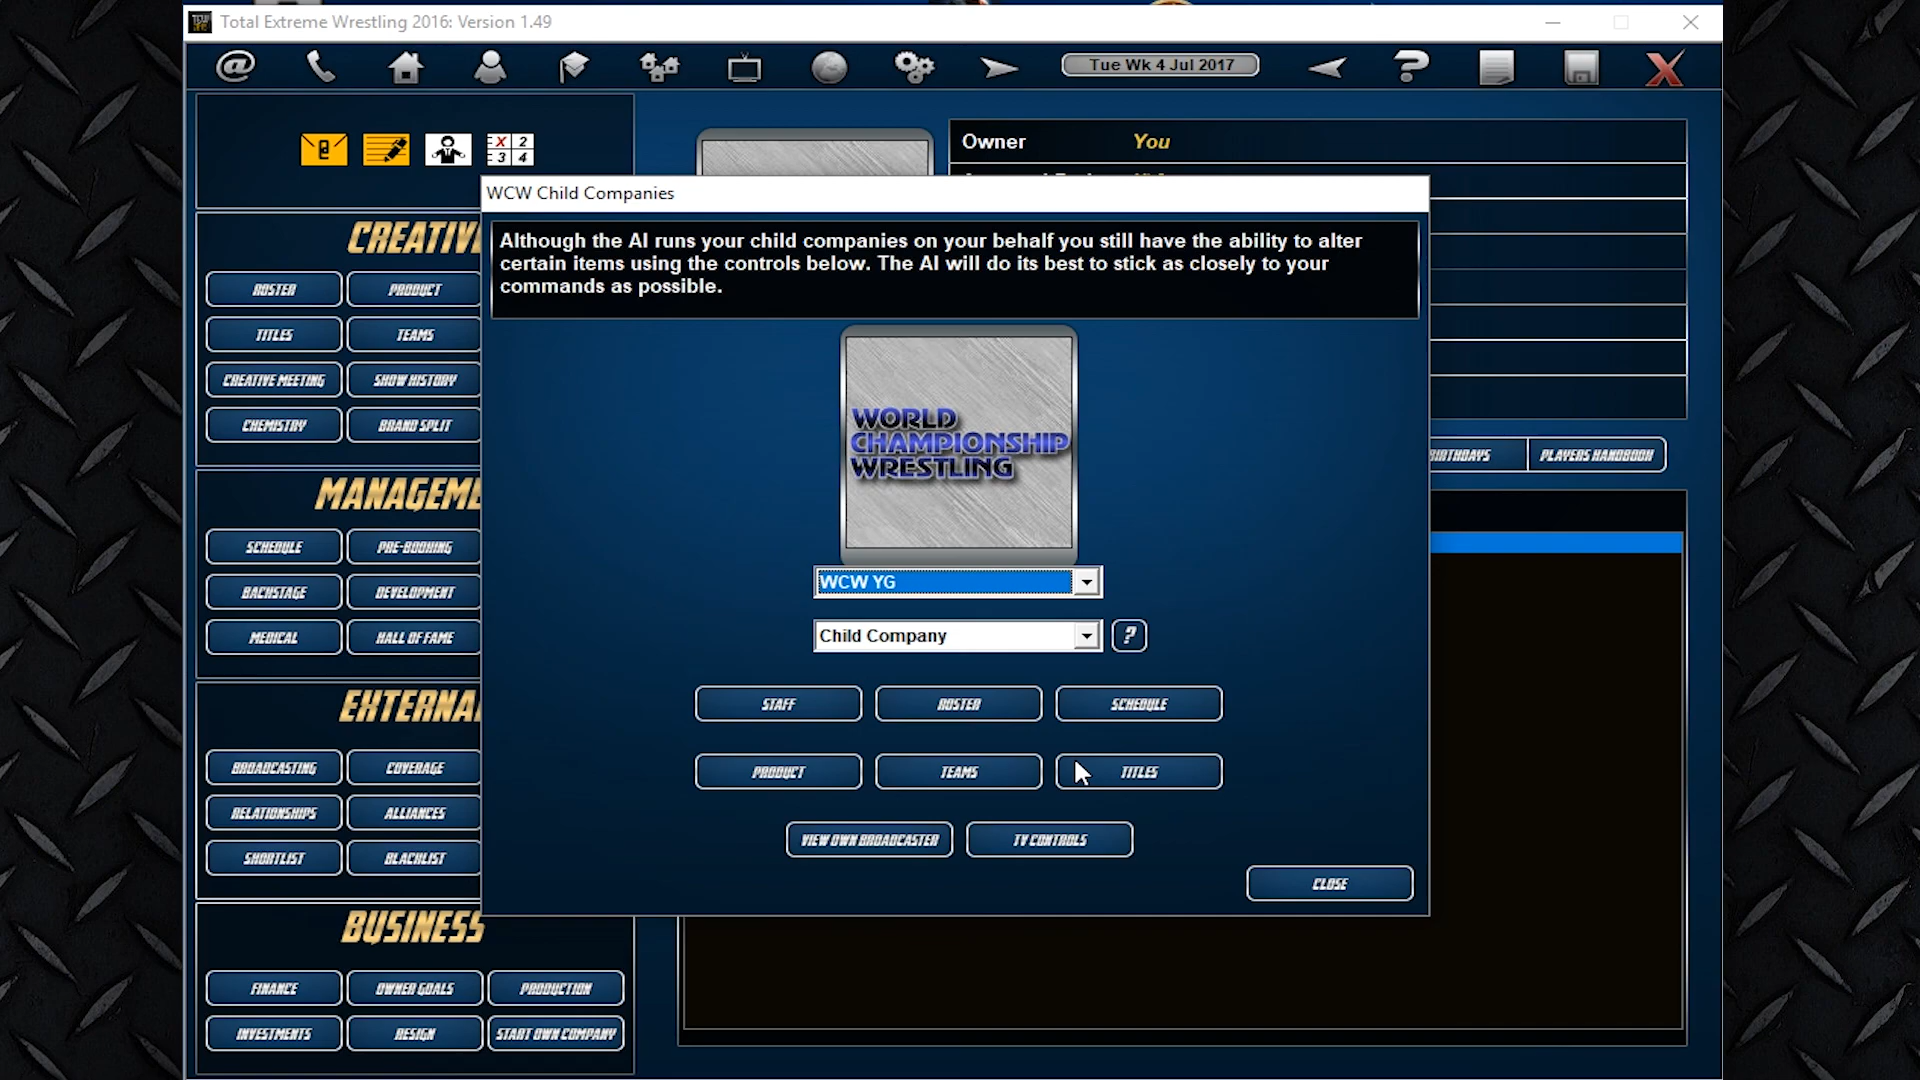 Total Extreme Wrestling 2016: Version 1.49
Tue Wk 4 Jul 2017
X 2
3 4
Owner You
WCW Child Companies
Although the AI runs your child companies on your behalf you still have the ability to alter
certain items using the controls below. The AI will do its best to stick as closely to your
commands as possible.
CREATIV
ROSTER PRODUCT
TITLES TEAMS
CREATIVE MEETING SHOW HISTORY
CHEMISTRY BRAND SPLIT
WORLD
CHAMPIONSHIP
WRESTLING
BIRTHDAYS PLAYERS HANDBOOK
MANAGEME
SCHEDULE PRE-BOOKING
BACKSTAGE DEVELOPMENT
MEDICAL HALL OF FAME
WCW YG
Child Company ?
STAFF ROSTER SCHEDULE
PRODUCT TEAMS TITLES
VIEW OWN BROADCASTER TV CONTROLS
CLOSE
EXTERNA
BROADCASTING COVERAGE
RELATIONSHIPS ALLIANCES
SHORTLIST BLACKLIST
BUSINESS
FINANCE OWNER GOALS PRODUCTION
INVESTMENTS RESIGN START OWN COMPANY